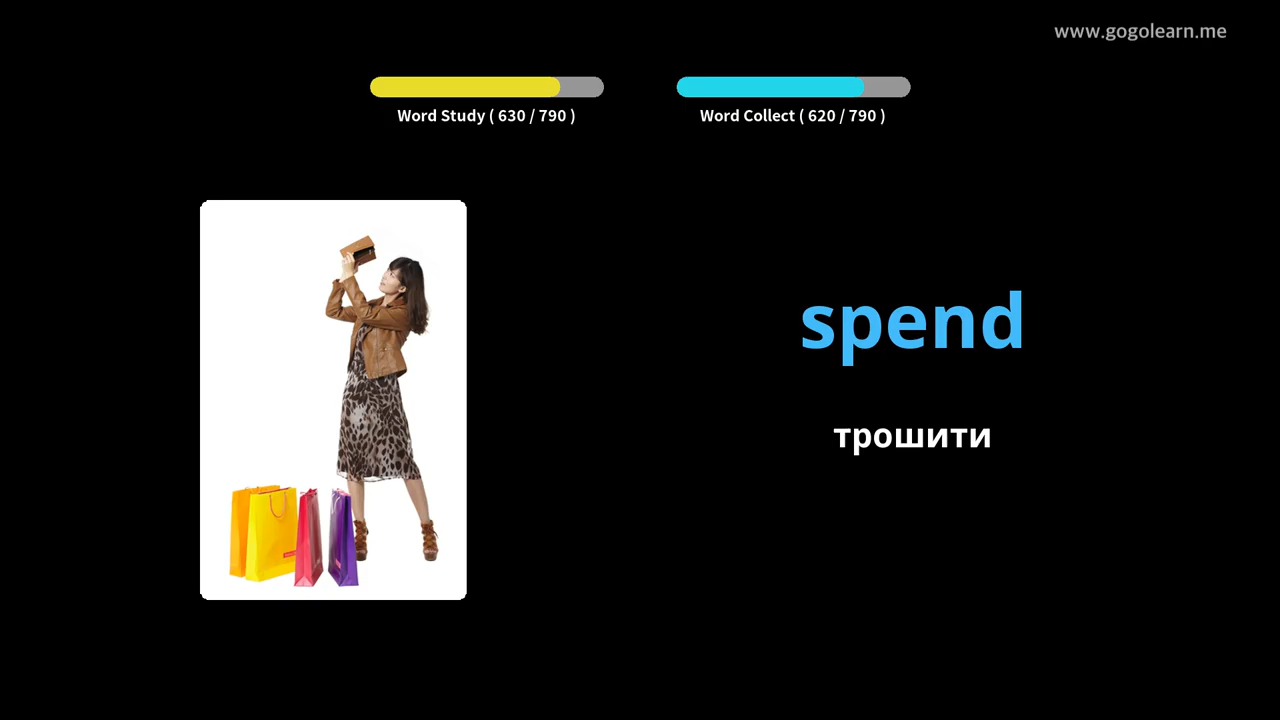 www.gogolearn.me
Word Study ( 630 / 790 )
Word Collect ( 620 / 790 )
spend
трошити